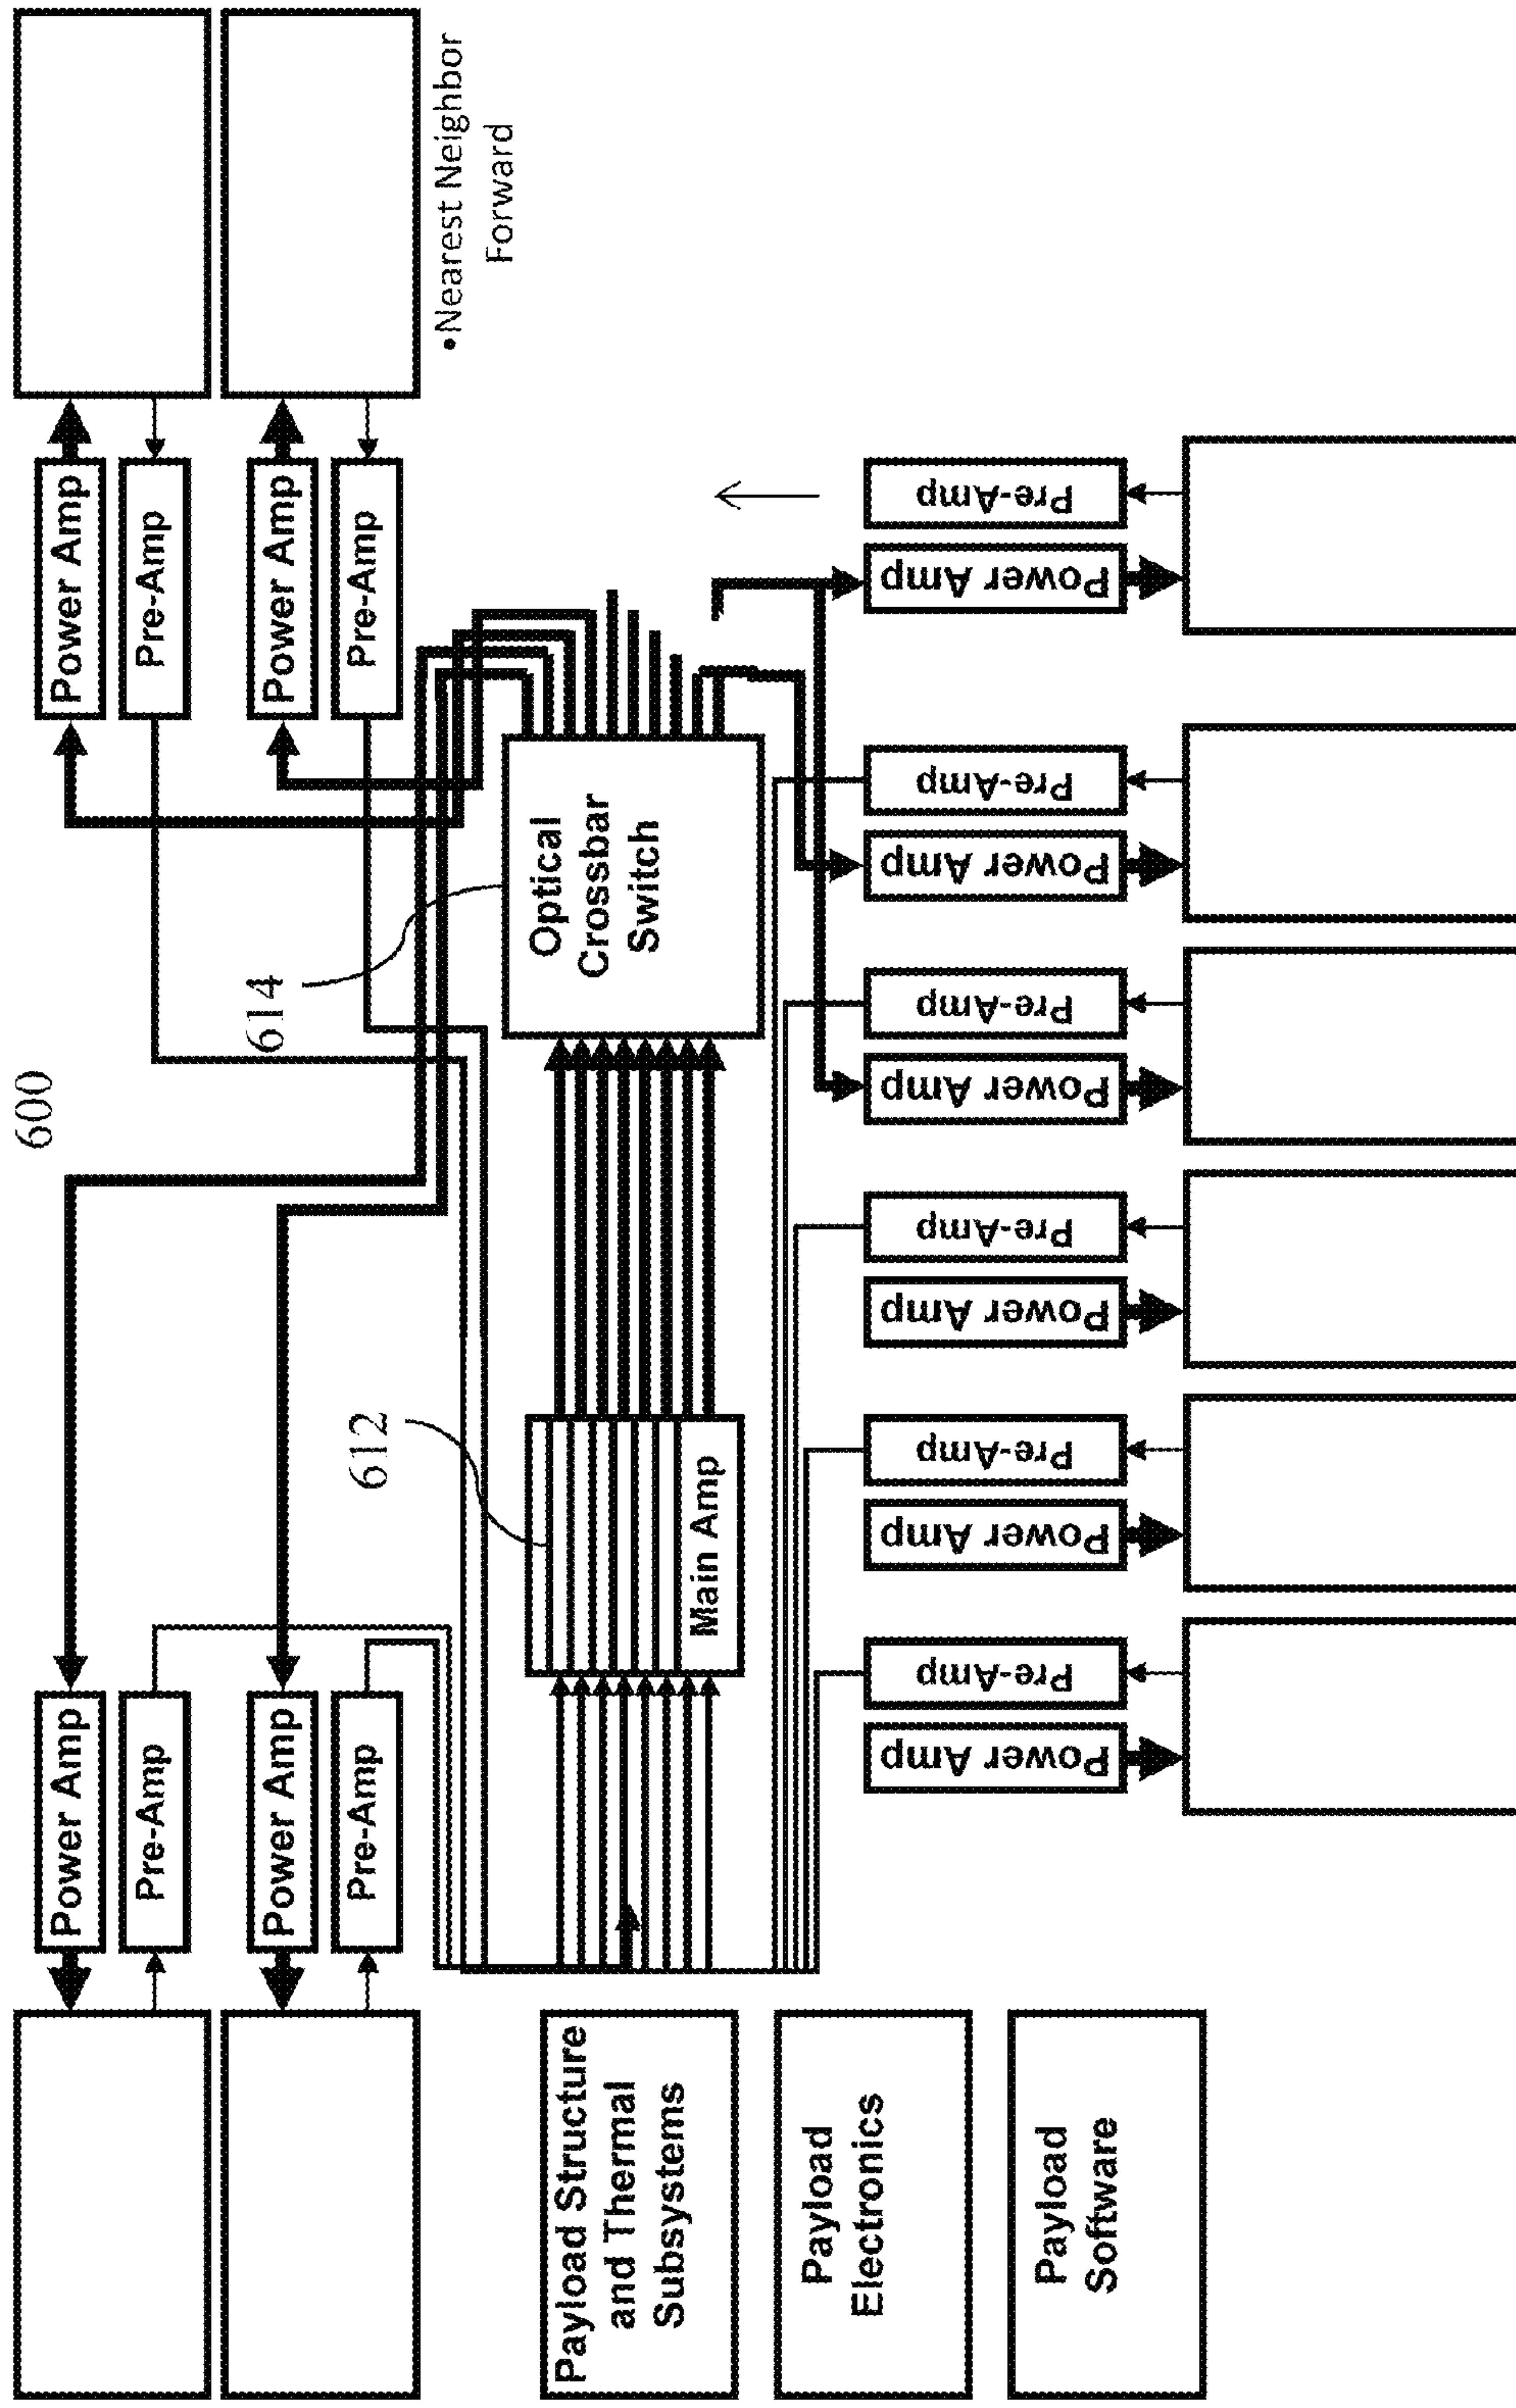 600
Power Amp
Power Amp
Pre-Amp
Pre-Amp
614
Power Amp
Power Amp
Pre-Amp
612
Pre-Amp
•Nearest Neighbor
Forward
Payload Structure
and Thermal
Subsystems
Main Amp
Optical
Crossbar
Switch
Payload
Electronics
Power Amp
Pre-Amp
Power Amp
Pre-Amp
Power Amp
Pre-Amp
Power Amp
Pre-Amp
Power Amp
Pre-Amp
Power Amp
Pre-Amp
Payload
Software